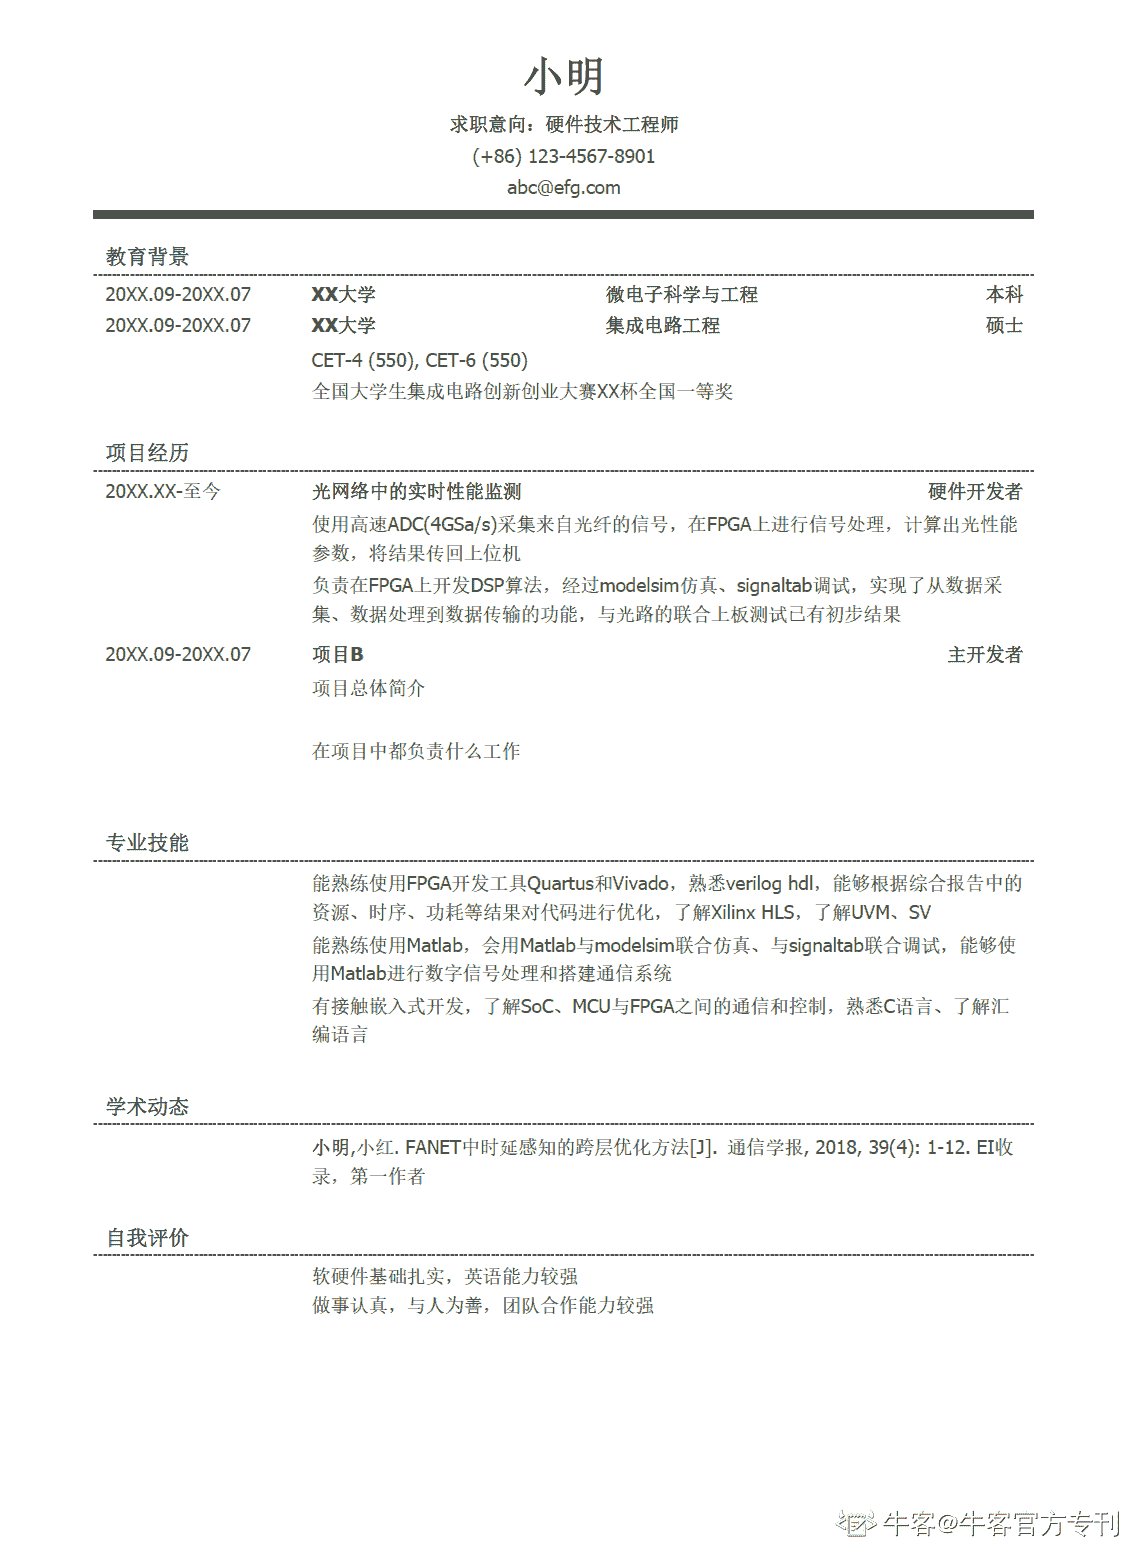 小明
求职意向：硬件技术工程师
(+86) 123-4567-8901
abc@efg.com
教育背景
20XX.09-20XX.07 XX大学 微电子科学与工程 本科
20XX.09-20XX.07 XX大学 集成电路工程 硕士
CET-4 (550), CET-6 (550)
全国大学生集成电路创新创业大赛XX杯全国一等奖
项目经历
20XX.XX-至今 光网络中的实时性能监测 硬件开发者
使用高速ADC(4GSa/s)采集来自光纤的信号，在FPGA上进行信号处理，计算出光性能
参数，将结果传回上位机
负责在FPGA上开发DSP算法，经过modelsim仿真、signaltab调试，实现了从数据采
集、数据处理到数据传输的功能，与光路的联合上板测试已有初步结果
20XX.09-20XX.07 项目B 主开发者
项目总体简介
在项目中都负责什么工作
专业技能
能熟练使用FPGA开发工具Quartus和Vivado，熟悉verilog hdl，能够根据综合报告中的
资源、时序、功耗等结果对代码进行优化，了解Xilinx HLS，了解UVM、SV
能熟练使用Matlab，会用Matlab与modelsim联合仿真、与signaltab联合调试，能够使
用Matlab进行数字信号处理和搭建通信系统
有接触嵌入式开发，了解SoC、MCU与FPGA之间的通信和控制，熟悉C语言、了解汇
编语言
学术动态
小明,小红. FANET中时延感知的跨层优化方法[J]. 通信学报, 2018, 39(4): 1-12. EI收
录，第一作者
自我评价
软硬件基础扎实，英语能力较强
做事认真，与人为善，团队合作能力较强
牛客@牛客官方专刊